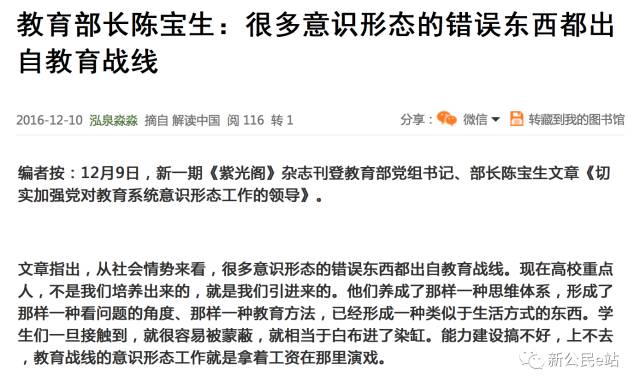 教育部长陈宝生：很多意识形态的错误东西都出
自教育战线
2016-12-10 泓泉淼淼 摘自 解读中国 阅 116 转 1 分享： 微信 转藏到我的图书馆
编者按：12月9日，新一期《紫光阁》杂志刊登教育部党组书记、部长陈宝生文章《切
实加强党对教育系统意识形态工作的领导》。
文章指出，从社会情势来看，很多意识形态的错误东西都出自教育战线。现在高校重点
人，不是我们培养出来的，就是我们引进来的。他们养成了那样一种思维体系，形成了
那样一种看问题的角度、那样一种教育方法，已经形成一种类似于生活方式的东西。学
生们一旦接触到，就很容易被蒙蔽，就相当于白布进了染缸。能力建设搞不好，上不去
，教育战线的意识形态工作就是拿着工资在那里演戏。
新公民e站